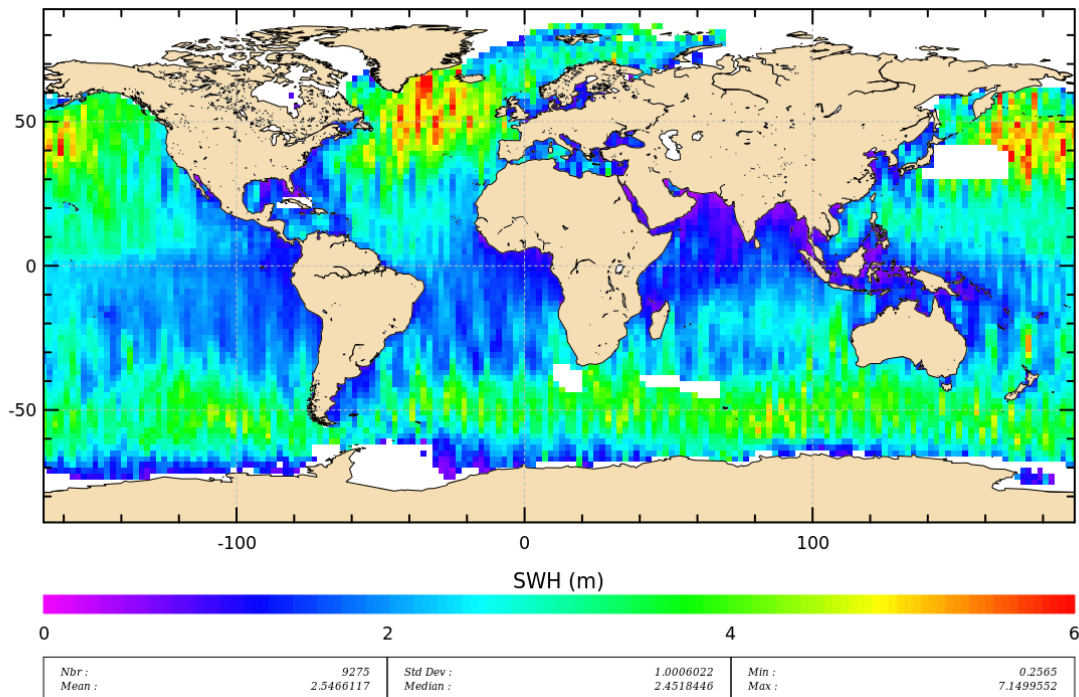 50
0
-50
-100 0 100
SWH (m)
0 2 4 6
Nbr : 9275 Std Dev : 1.0006022 Min : 0.2565
Mean : 2.5466117 Median : 2.4518446 Max : 7.1499552